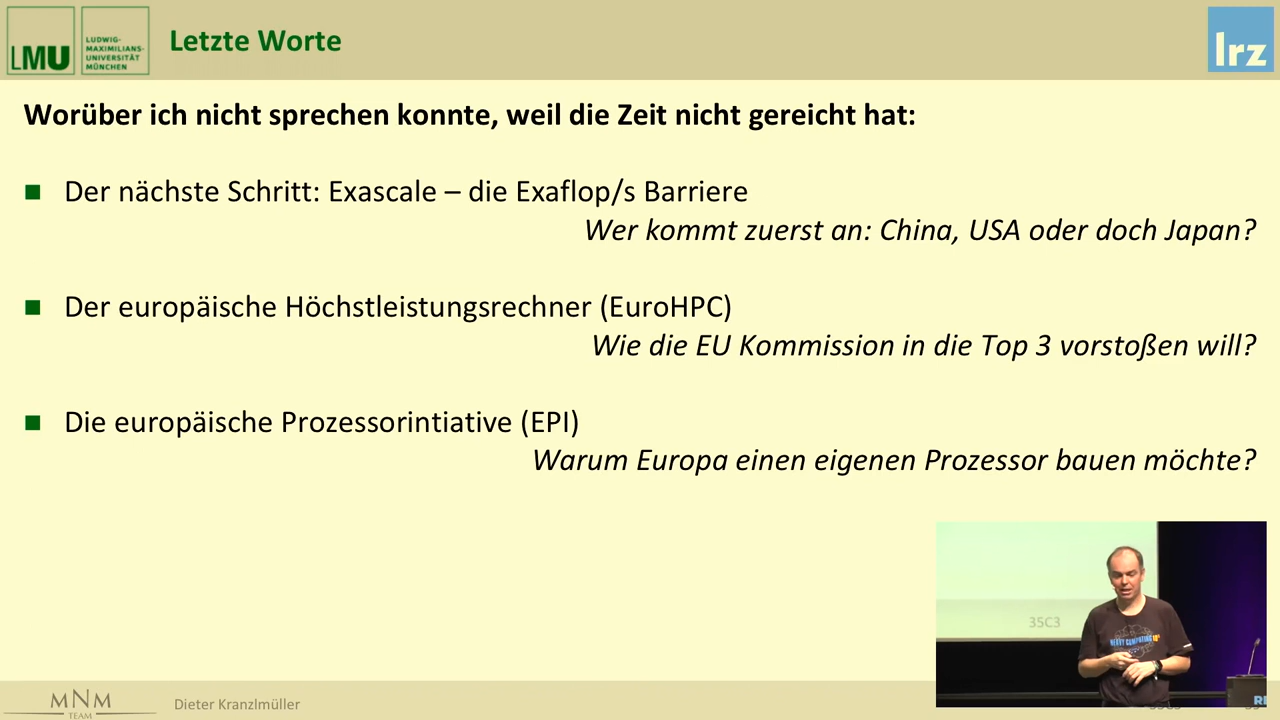 LMU
LUDWIG-
MAXIMILIANS-
UNIVERSITÄT
MÜNCHEN
Letzte Worte
lrz
Worüber ich nicht sprechen konnte, weil die Zeit nicht gereicht hat:
Der nächste Schritt: Exascale – die Exaflop/s Barriere
Wer kommt zuerst an: China, USA oder doch Japan?
Der europäische Höchstleistungsrechner (EuroHPC)
Wie die EU Kommission in die Top 3 vorstoßen will?
Die europäische Prozessorintiative (EPI)
Warum Europa einen eigenen Prozessor bauen möchte?
35C3
MNM
TEAM
Dieter Kranzlmüller